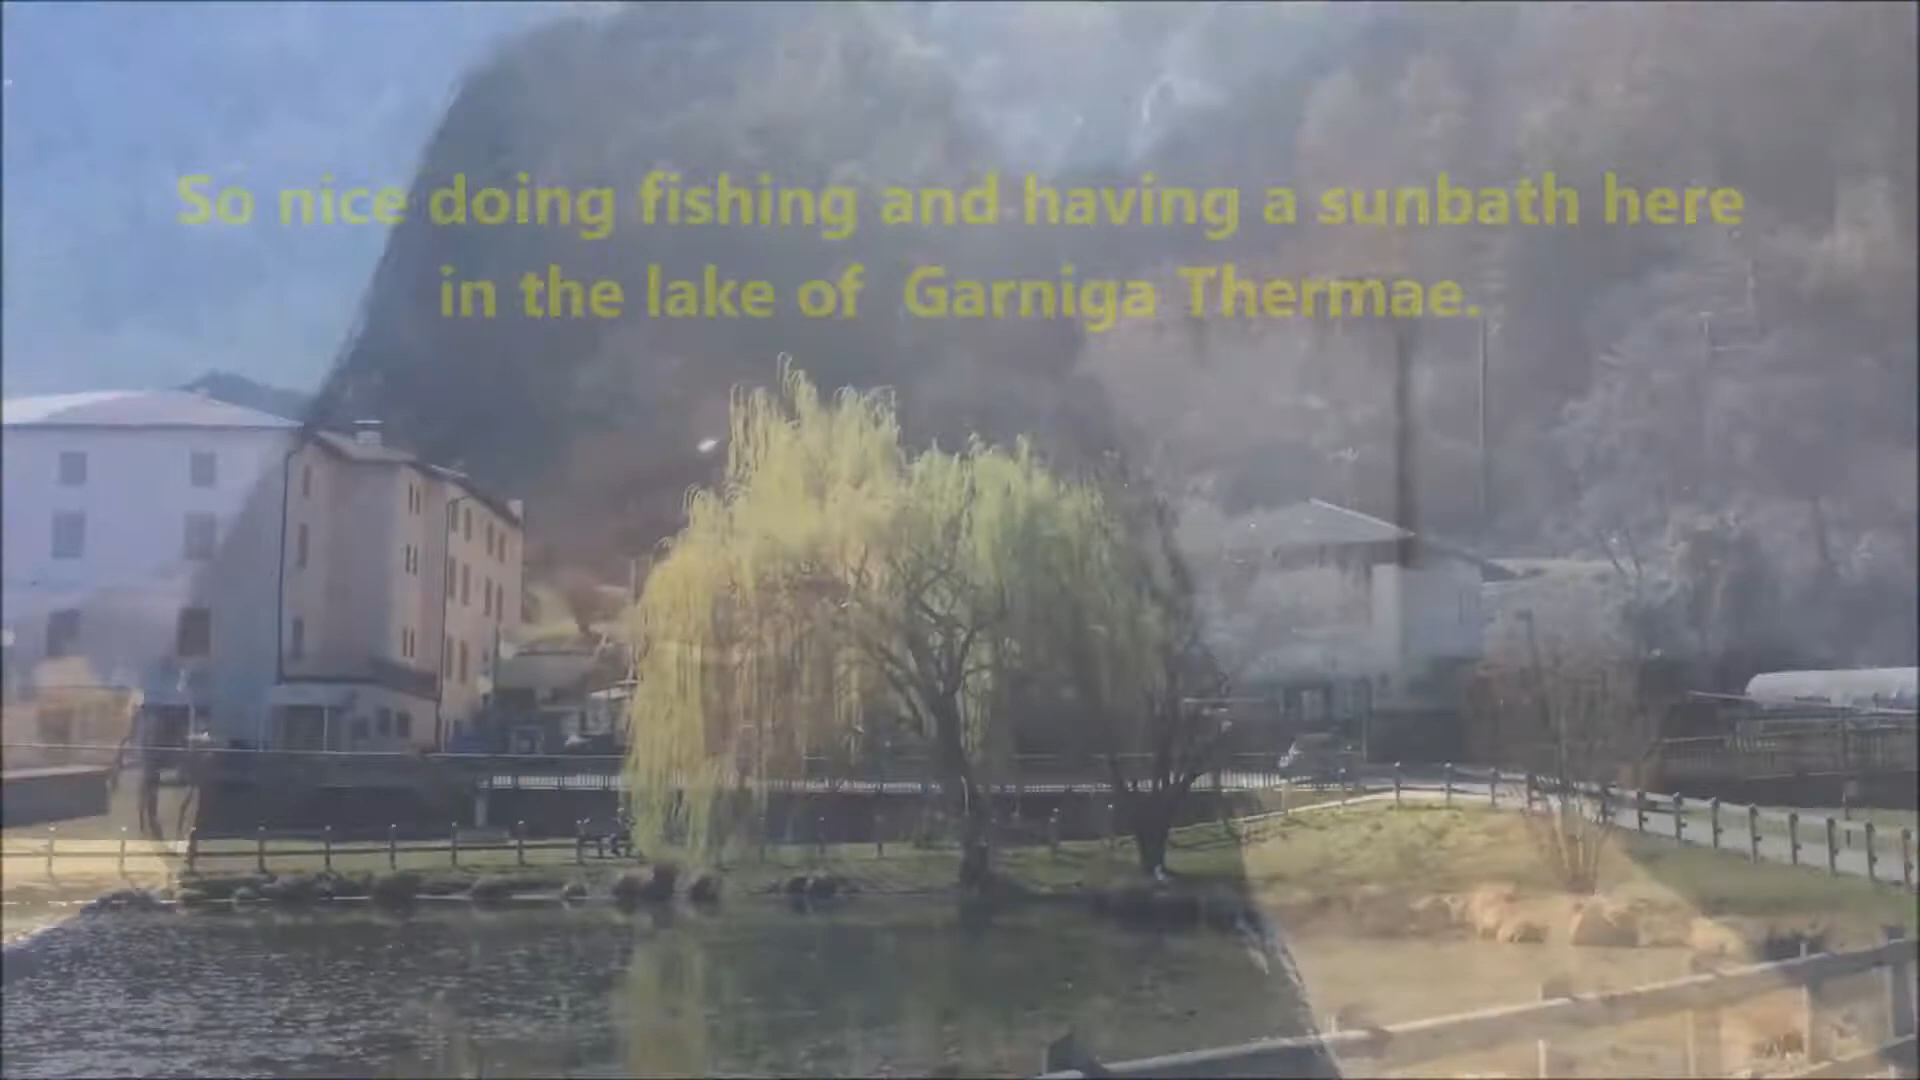 So nice doing fishing and having a sunbath here
in the lake of  Garniga Thermae.